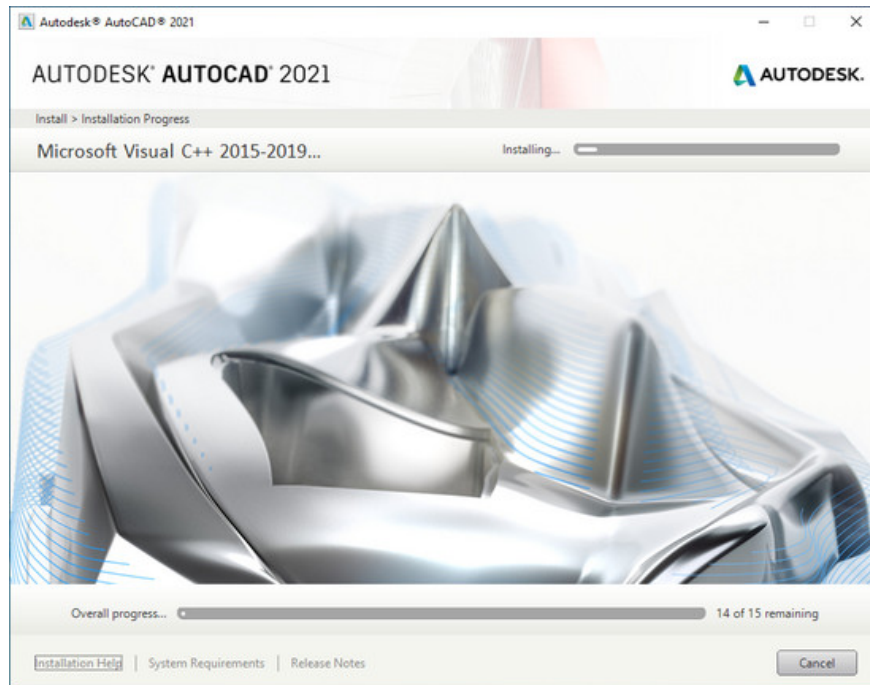 Autodesk® AutoCAD® 2021
AUTODESK® AUTOCAD® 2021
AUTODESK.
Install > Installation Progress
Microsoft Visual C++ 2015-2019...
Installing...
Overall progress...
14 of 15 remaining
Installation Help | System Requirements | Release Notes
Cancel